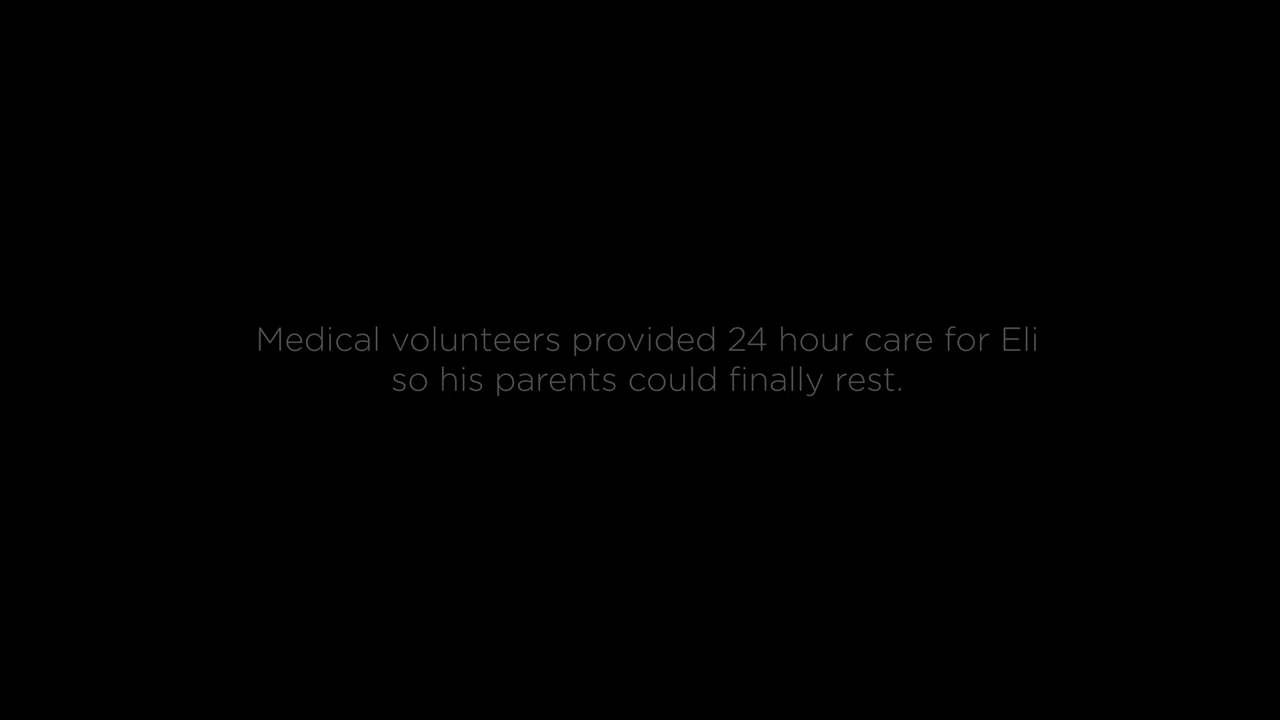 Medical volunteers provided 24 hour care for Eli
so his parents could finally rest.